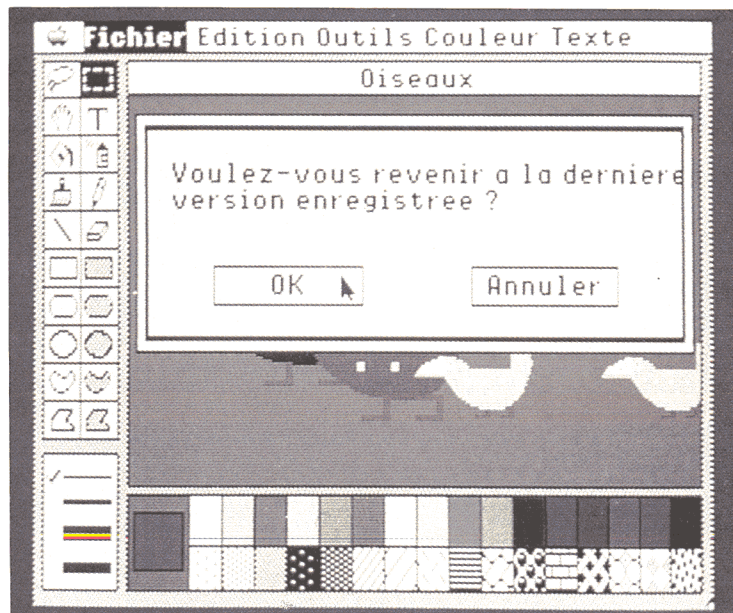 Fichier Edition Outils Couleur Texte
Oiseaux
Voulez-vous revenir a la derniere
version enregistree ?
OK Annuler
T